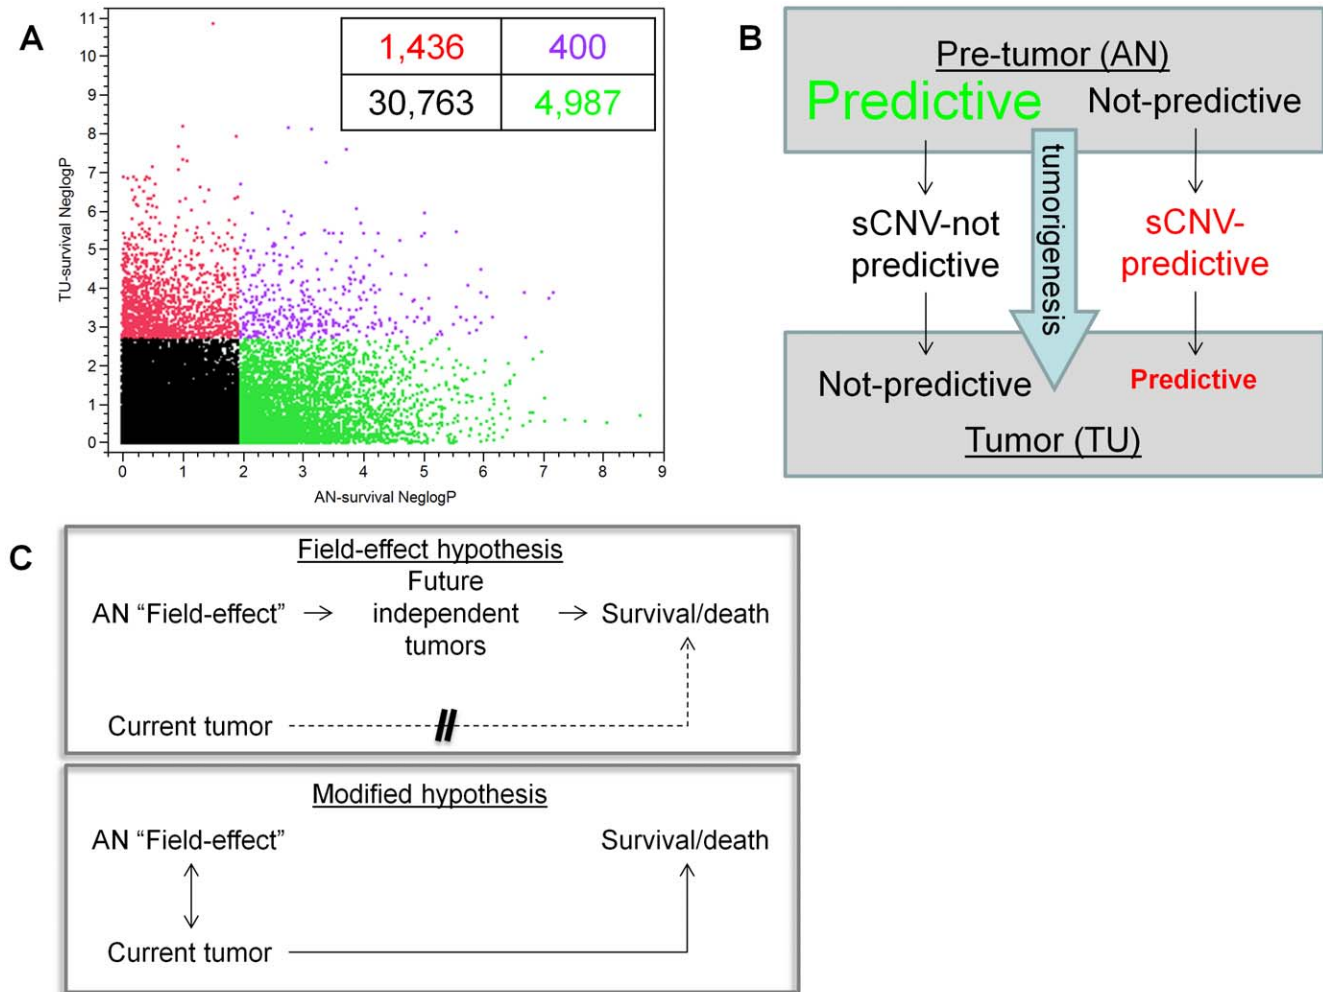 A
11
10
9
8
7
6
5
4
3
2
1
0
TU-survival NeglogP
1,436 400
30,763 4,987
0 1 2 3 4 5 6 7 8 9
AN-survival NeglogP
B
Pre-tumor (AN)
Predictive Not-predictive
tumorigenesis
sCNV-not
predictive
sCNV-
predictive
Not-predictive Predictive
Tumor (TU)
C
Field-effect hypothesis
Future
AN “Field-effect” independent Survival/death
tumors
Current tumor
Modified hypothesis
AN “Field-effect” Survival/death
Current tumor